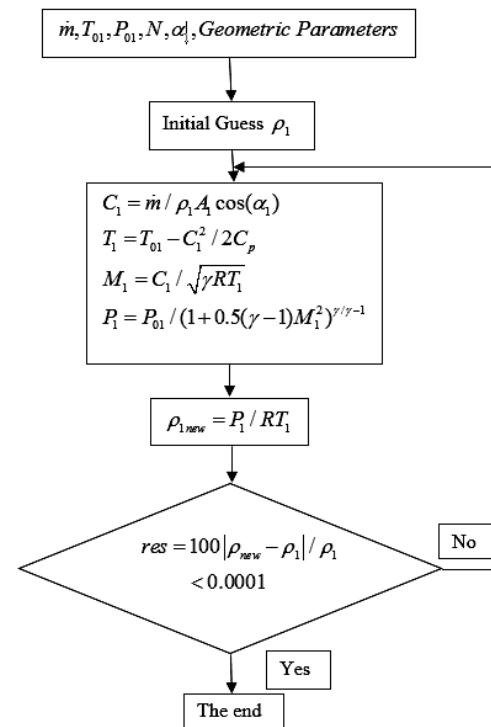 ṁ, T₀₁, P₀₁, N, α₁, Geometric Parameters
Initial Guess ρ₁
C₁ = ṁ / ρ₁A₁ cos(α₁)
T₁ = T₀₁ − C₁² / 2Cₚ
M₁ = C₁ / √(γRT₁)
P₁ = P₀₁ / (1 + 0.5(γ−1)M₁²)^(γ/γ−1)
ρ₁new = P₁ / RT₁
res = 100|ρnew − ρ₁| / ρ₁
< 0.0001
No
Yes
The end